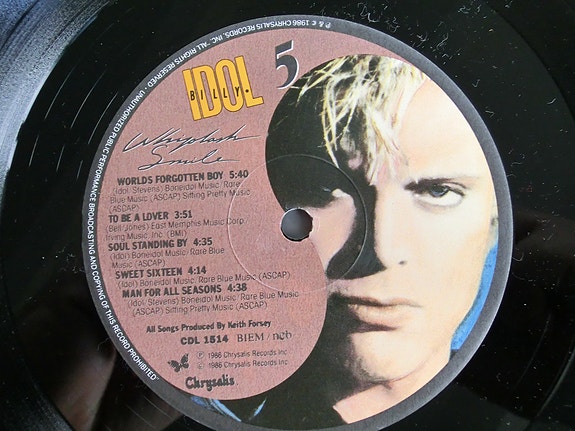 IDOL
BILLY.
5
Whiplash
Smile
WORLDS FORGOTTEN BOY 5:40
(Idol, Stevens) Boneidol Music/Rare
Blue Music (ASCAP) Sitting Pretty Music
(ASCAP)
TO BE A LOVER 3:51
(Bell/Jones) East Memphis Music Corp.
Irving Music, Inc. (BMI)
SOUL STANDING BY 4:35
(Idol) Boneidol Music/Rare Blue
Music (ASCAP)
SWEET SIXTEEN 4:14
(Idol) Boneidol Music/Rare Blue Music (ASCAP)
MAN FOR ALL SEASONS 4:38
(Idol, Stevens) Boneidol Music/Rare Blue Music
(ASCAP) Sitting Pretty Music (ASCAP)
All Songs Produced By Keith Forsey
CDL 1514 BIEM/ncb
℗ 1986 Chrysalis Records Inc
© 1986 Chrysalis Records Inc
Chrysalis
P & © 1986 CHRYSALIS RECORDS, INC. ALL RIGHTS RESERVED - UNAUTHORIZED PUBLIC PERFORMANCE BROADCASTING AND COPYING OF THIS RECORD PROHIBITED